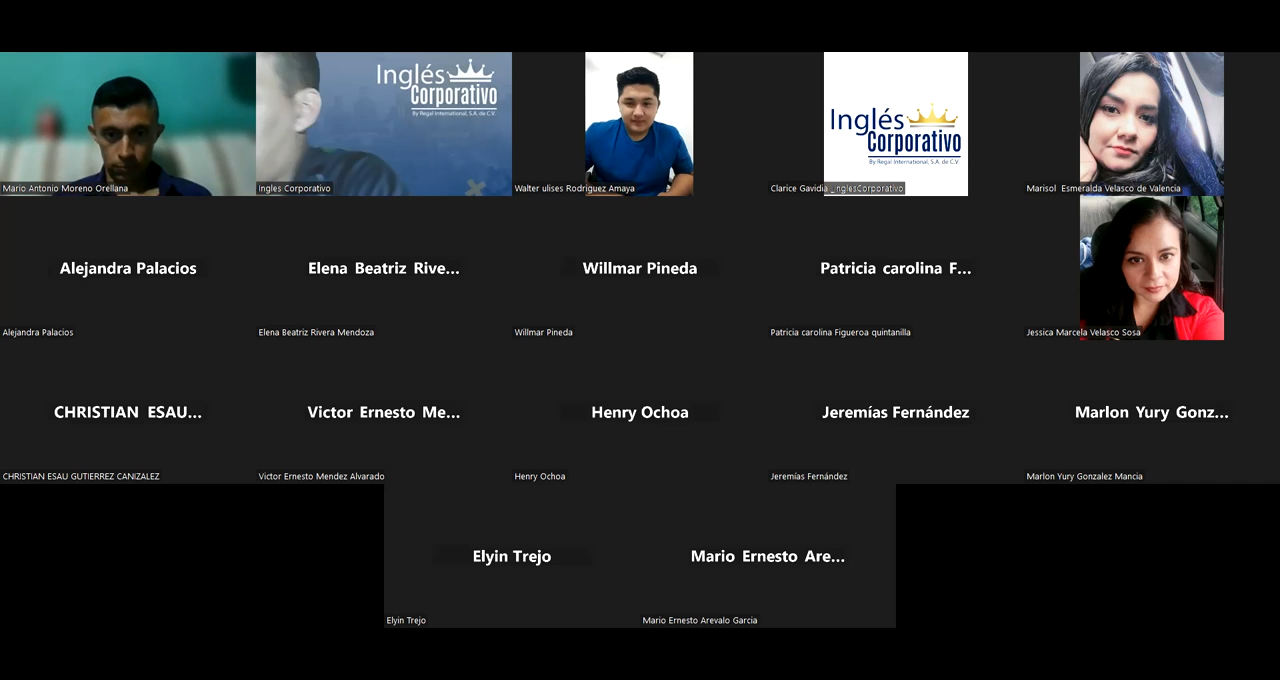 Inglés
Corporativo
By Regal International, S.A. de C.V.
Inglés
Corporativo
By Regal International, S.A. de C.V.
Mario Antonio Moreno Orellana
Ingles Corporativo
Walter ulises Rodriguez Amaya
Clarice Gavidia _InglesCorporativo
Marisol Esmeralda Velasco de Valencia
Alejandra Palacios
Elena Beatriz Rive...
Willmar Pineda
Patricia carolina F...
Alejandra Palacios
Elena Beatriz Rivera Mendoza
Willmar Pineda
Patricia carolina Figueroa quintanilla
Jessica Marcela Velasco Sosa
CHRISTIAN ESAU...
Victor Ernesto Me...
Henry Ochoa
Jeremías Fernández
Marlon Yury Gonz...
CHRISTIAN ESAU GUTIERREZ CANIZALEZ
Victor Ernesto Mendez Alvarado
Henry Ochoa
Jeremías Fernández
Marlon Yury Gonzalez Mancia
Elyin Trejo
Mario Ernesto Are...
Elyin Trejo
Mario Ernesto Arevalo Garcia